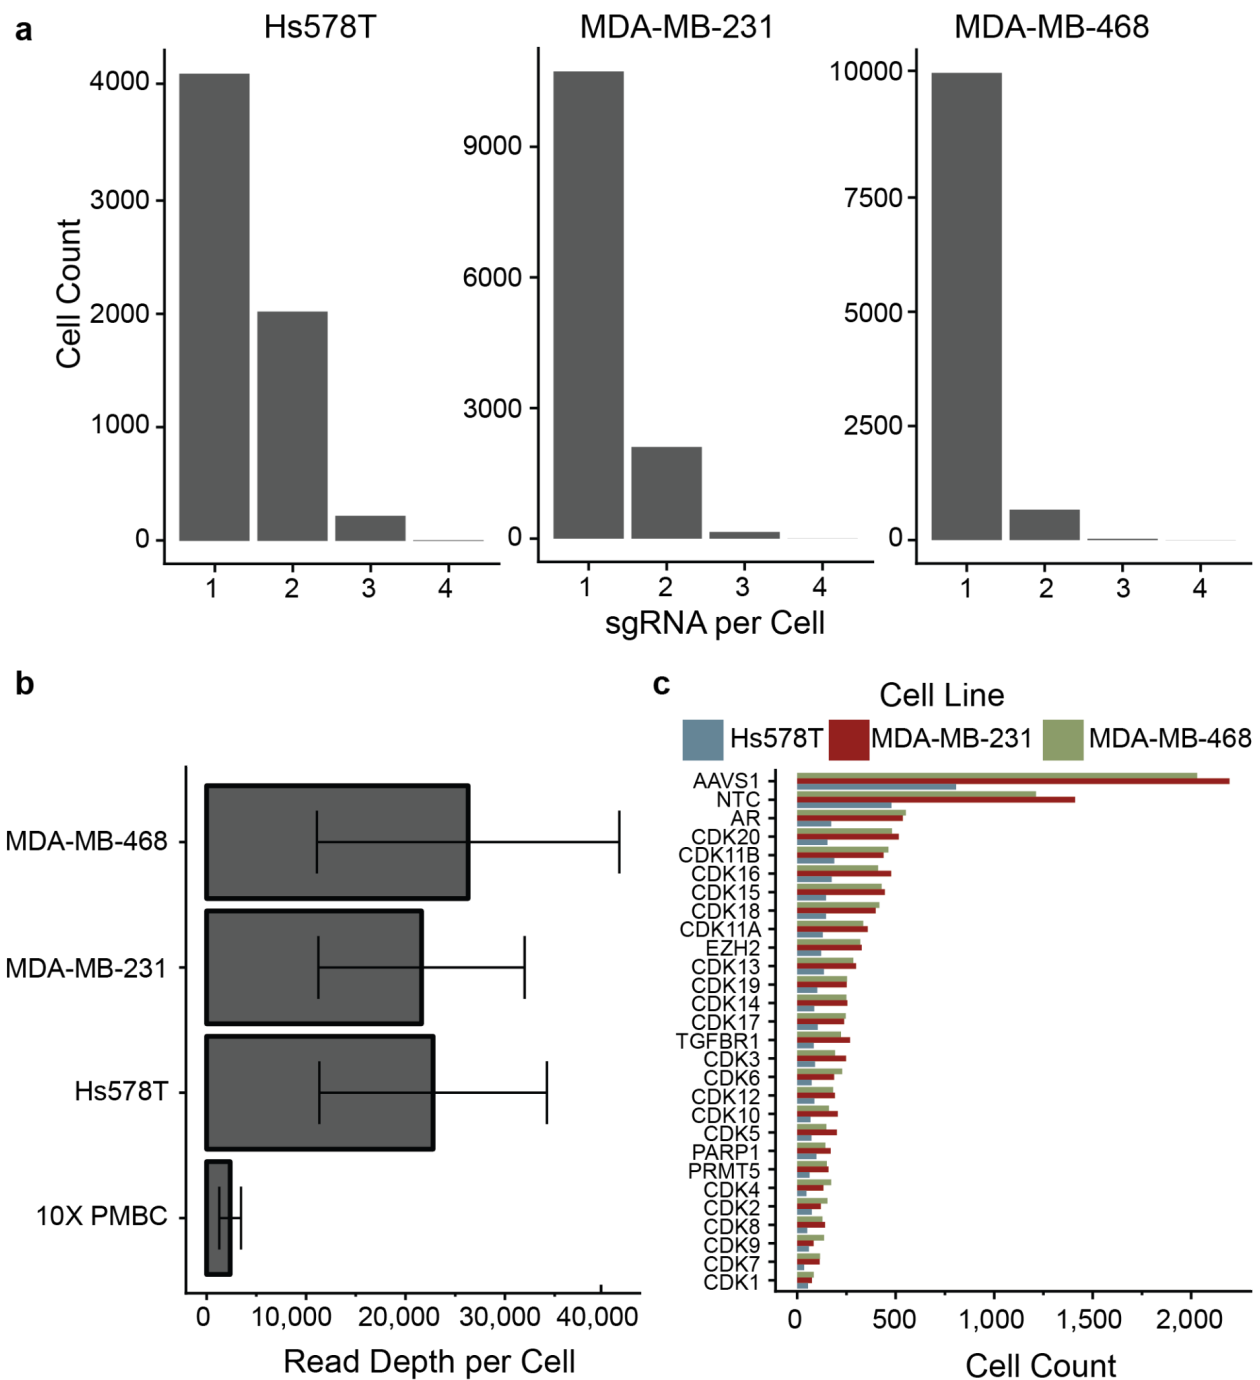 a
Hs578T
MDA-MB-231
MDA-MB-468
Cell Count
4000
3000
2000
1000
0
9000
6000
3000
0
10000
7500
5000
2500
0
1 2 3 4
1 2 3 4
1 2 3 4
sgRNA per Cell
b
MDA-MB-468
MDA-MB-231
Hs578T
10X PMBC
0 10,000 20,000 30,000 40,000
Read Depth per Cell
c
Cell Line
Hs578T MDA-MB-231 MDA-MB-468
AAVS1
NTC
AR
CDK20
CDK11B
CDK16
CDK15
CDK18
CDK11A
EZH2
CDK13
CDK19
CDK14
CDK17
TGFBR1
CDK3
CDK6
CDK12
CDK10
CDK5
PARP1
PRMT5
CDK4
CDK2
CDK8
CDK9
CDK7
CDK1
0 500 1,000 1,500 2,000
Cell Count